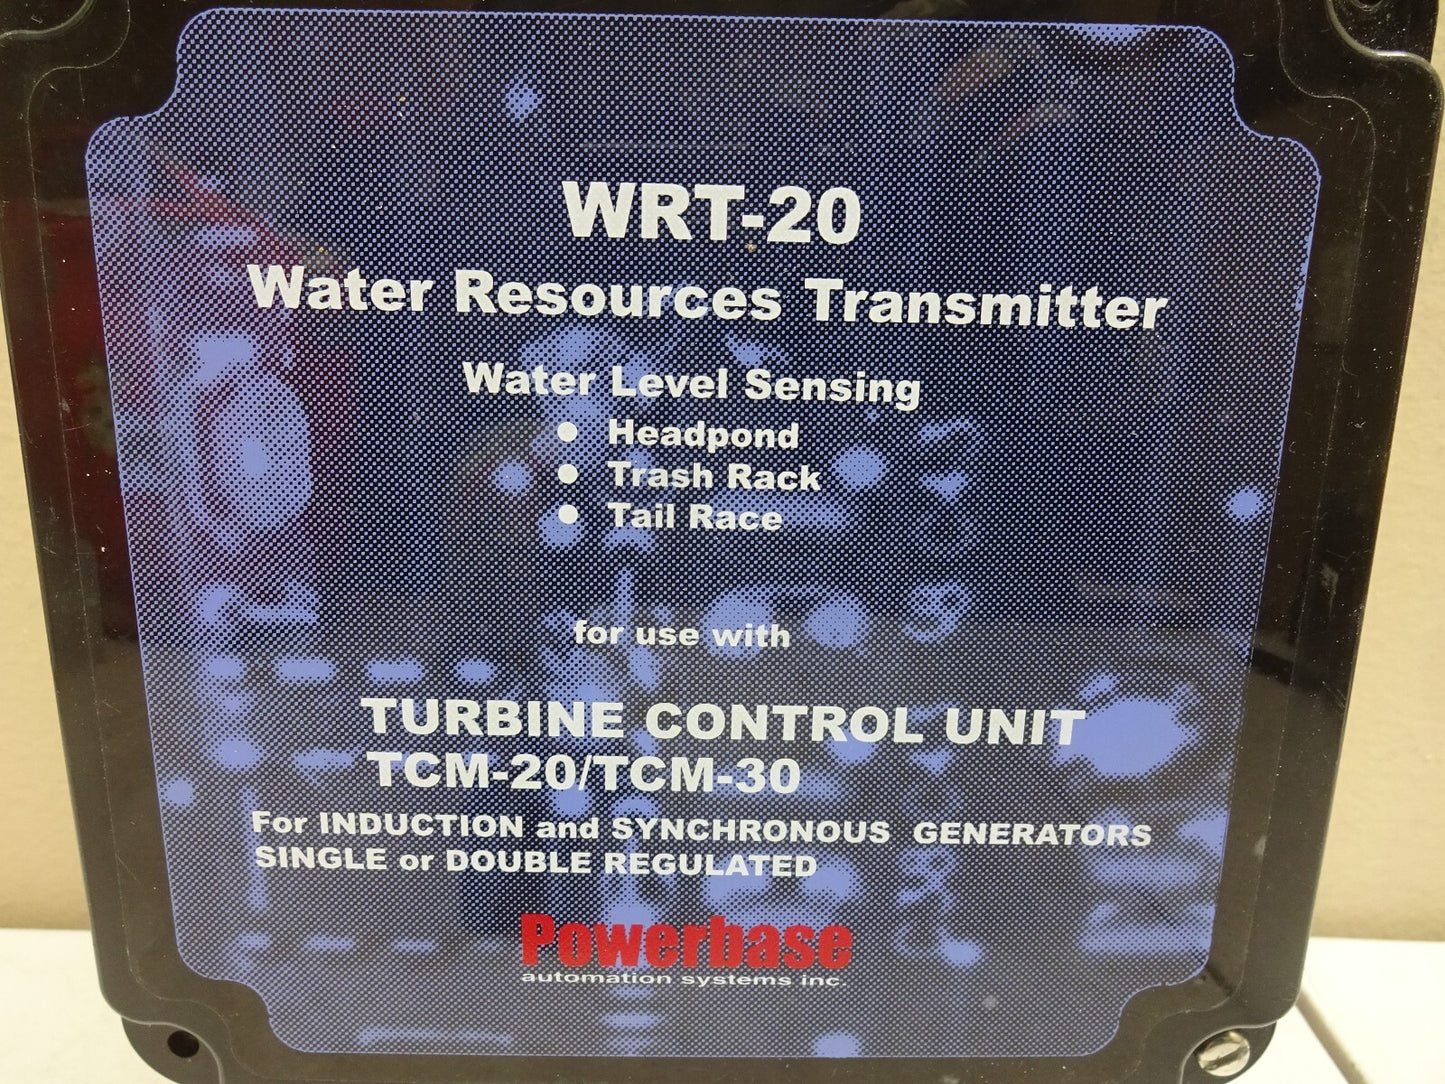 WRT-20
Water Resources Transmitter
Water Level Sensing
● Headpond
● Trash Rack
● Tail Race
for use with
TURBINE CONTROL UNIT
TCM-20/TCM-30
For INDUCTION and SYNCHRONOUS GENERATORS
SINGLE or DOUBLE REGULATED
Powerbase
automation systems inc.